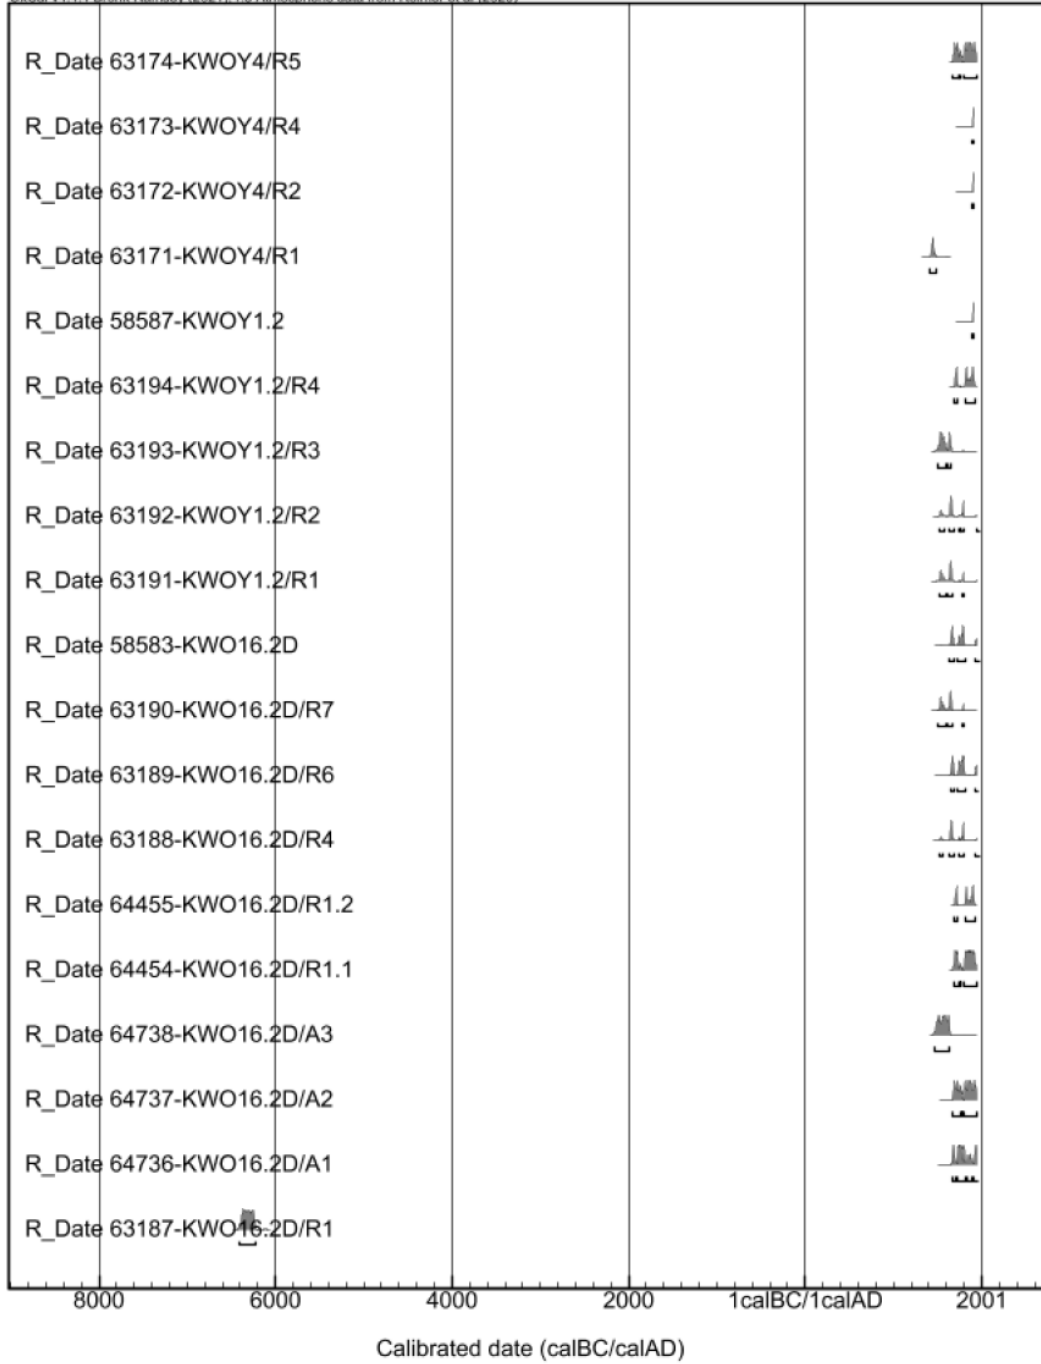 R_Date 63174-KWOY4/R5
R_Date 63173-KWOY4/R4
R_Date 63172-KWOY4/R2
R_Date 63171-KWOY4/R1
R_Date 58587-KWOY1.2
R_Date 63194-KWOY1.2/R4
R_Date 63193-KWOY1.2/R3
R_Date 63192-KWOY1.2/R2
R_Date 63191-KWOY1.2/R1
R_Date 58583-KWO16.2D
R_Date 63190-KWO16.2D/R7
R_Date 63189-KWO16.2D/R6
R_Date 63188-KWO16.2D/R4
R_Date 64455-KWO16.2D/R1.2
R_Date 64454-KWO16.2D/R1.1
R_Date 64738-KWO16.2D/A3
R_Date 64737-KWO16.2D/A2
R_Date 64736-KWO16.2D/A1
R_Date 63187-KWO16.2D/R1
8000 6000 4000 2000 1calBC/1calAD 2001
Calibrated date (calBC/calAD)